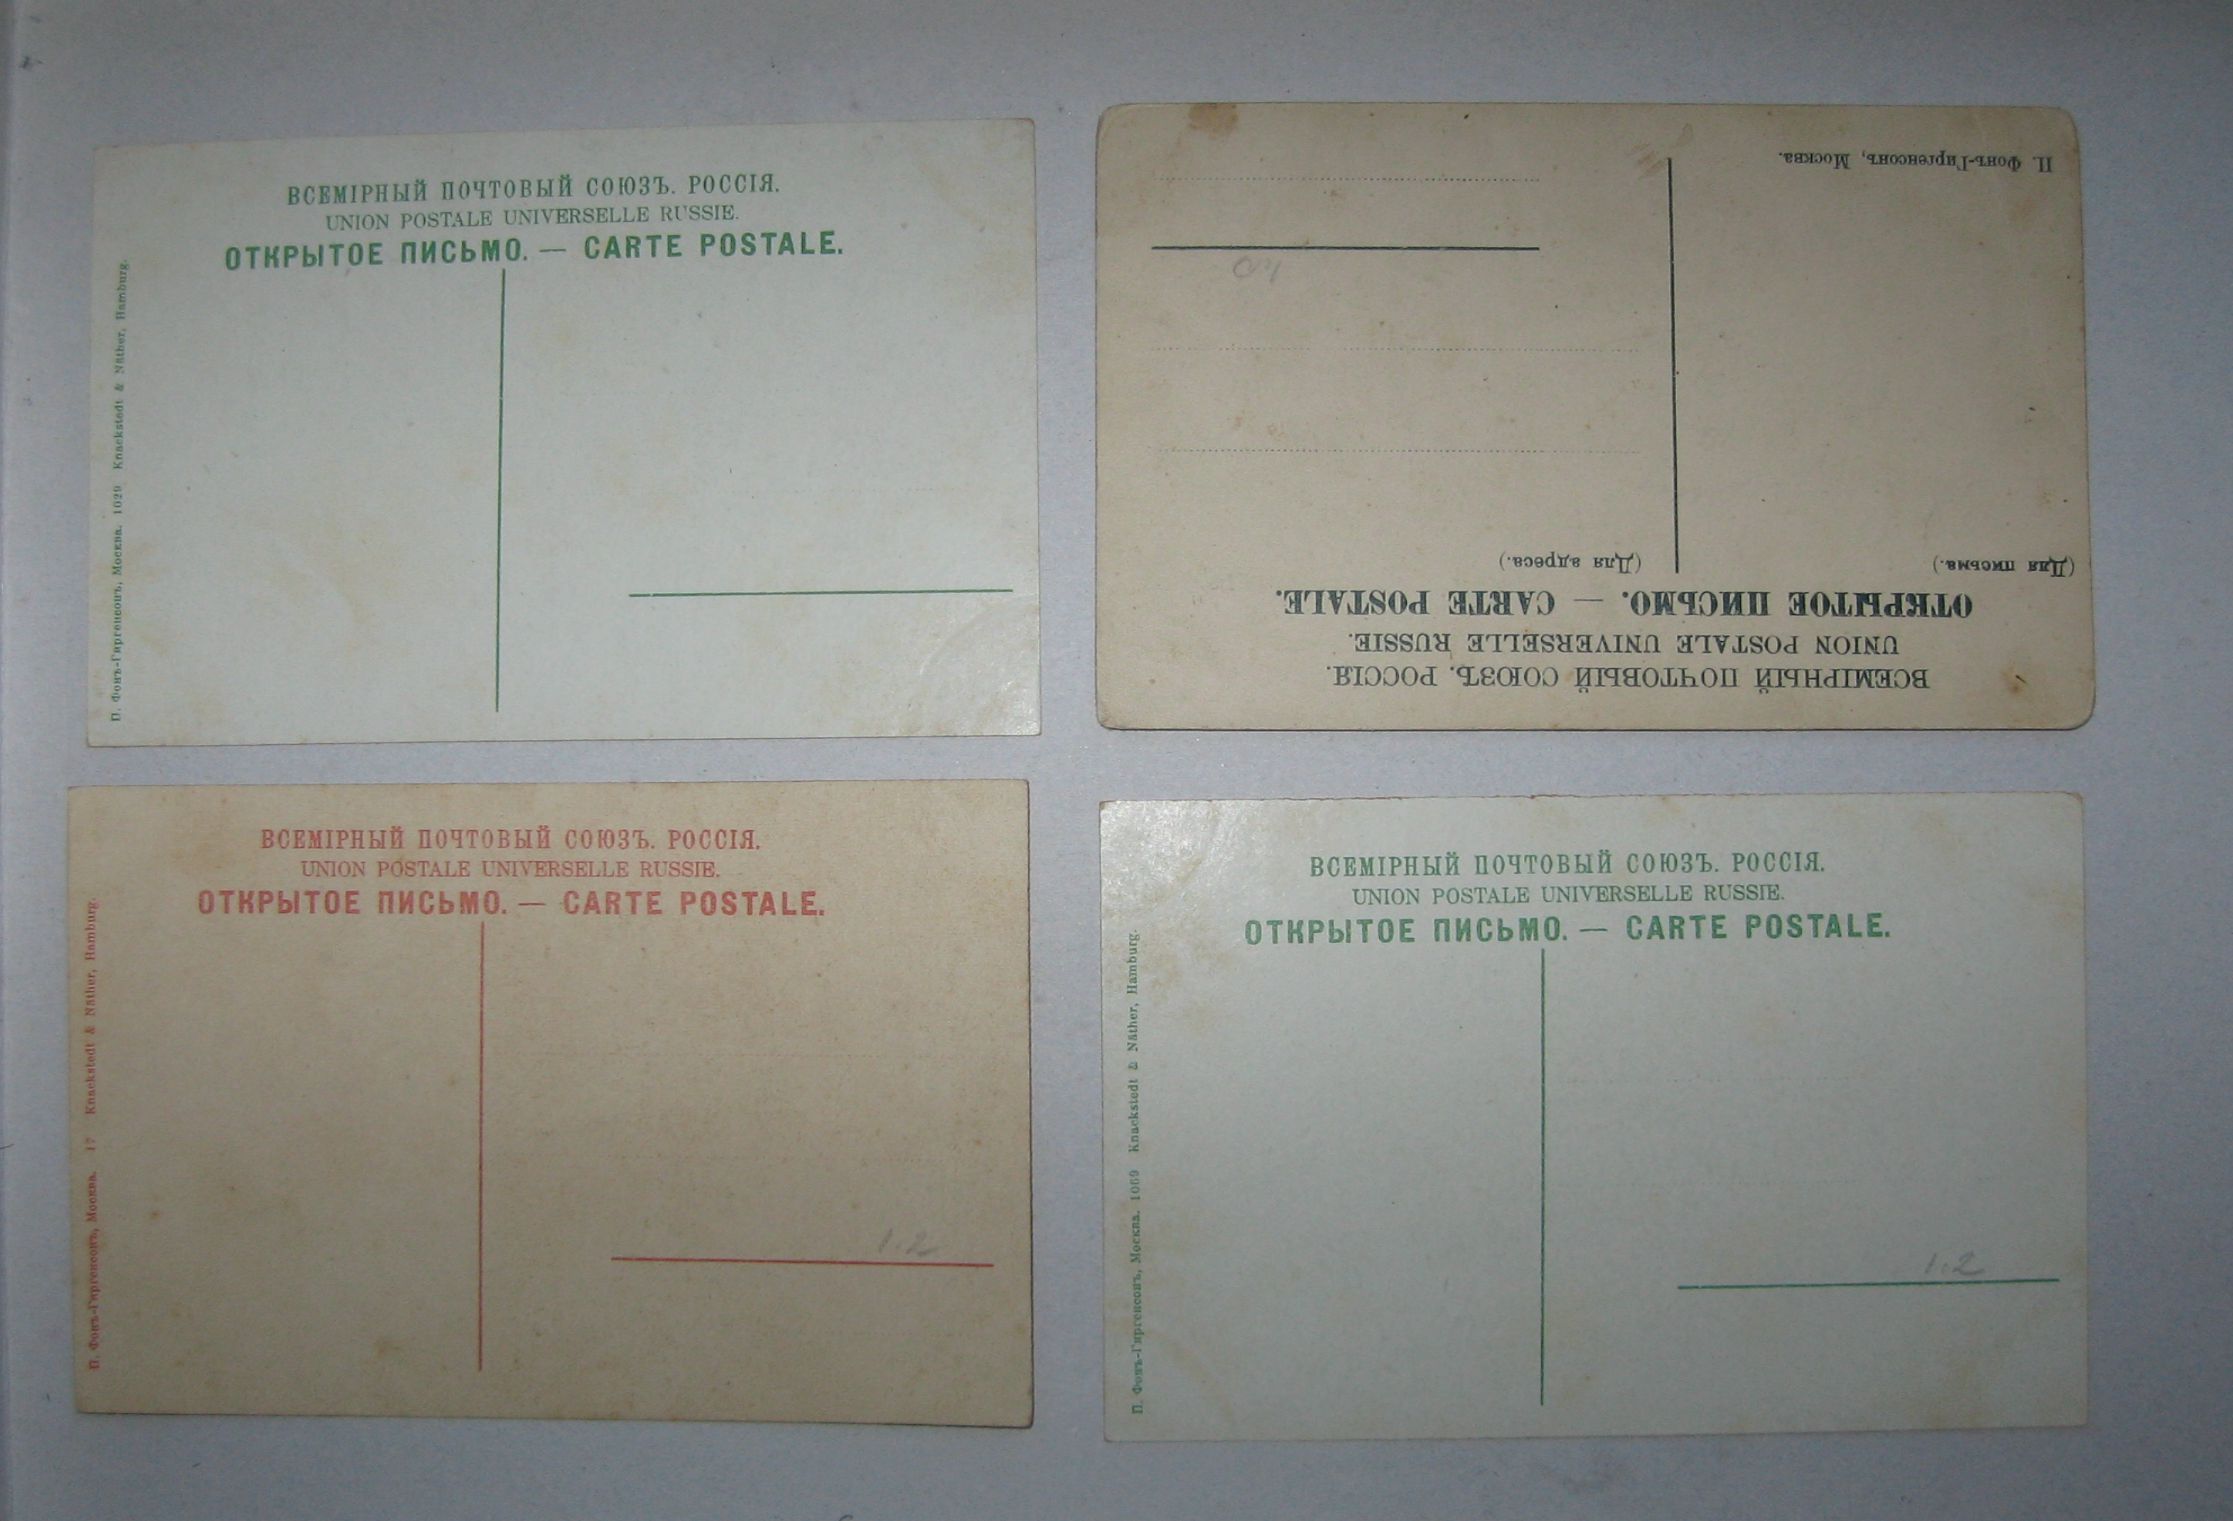 ВСЕМІРНЫЙ ПОЧТОВЫЙ СОЮЗЪ. РОССІЯ.
UNION POSTALE UNIVERSELLE RUSSIE.
ОТКРЫТОЕ ПИСЬМО. — CARTE POSTALE.
П. Фонъ-Гиргенсонъ, Москва. 1029 Knackstedt & Näther, Hamburg.
ВСЕМІРНЫЙ ПОЧТОВЫЙ СОЮЗЪ. РОССІЯ.
UNION POSTALE UNIVERSELLE RUSSIE.
ОТКРЫТОЕ ПИСЬМО. — CARTE POSTALE.
(Для письма.) (Для адреса.)
П. Фонъ-Гиргенсонъ, Москва.
ВСЕМІРНЫЙ ПОЧТОВЫЙ СОЮЗЪ. РОССІЯ.
UNION POSTALE UNIVERSELLE RUSSIE.
ОТКРЫТОЕ ПИСЬМО. — CARTE POSTALE.
П. Фонъ-Гиргенсонъ, Москва. 17 Knackstedt & Näther, Hamburg.
1.2
ВСЕМІРНЫЙ ПОЧТОВЫЙ СОЮЗЪ. РОССІЯ.
UNION POSTALE UNIVERSELLE RUSSIE.
ОТКРЫТОЕ ПИСЬМО. — CARTE POSTALE.
П. Фонъ-Гиргенсонъ, Москва. 1069 Knackstedt & Näther, Hamburg.
1.2